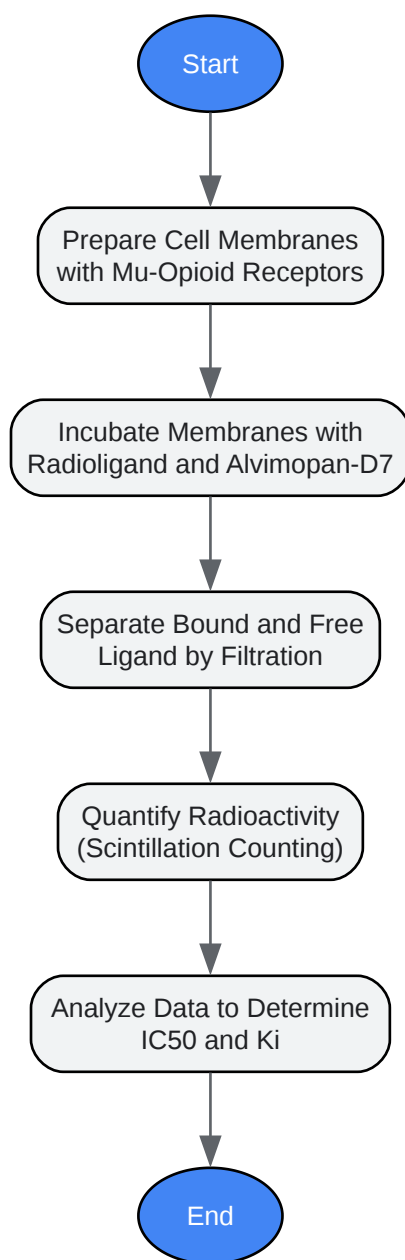 Start
Prepare Cell Membranes
with Mu-Opioid Receptors
Incubate Membranes with
Radioligand and Alvimopan-D7
Separate Bound and Free
Ligand by Filtration
Quantify Radioactivity
(Scintillation Counting)
Analyze Data to Determine
IC50 and Ki
End